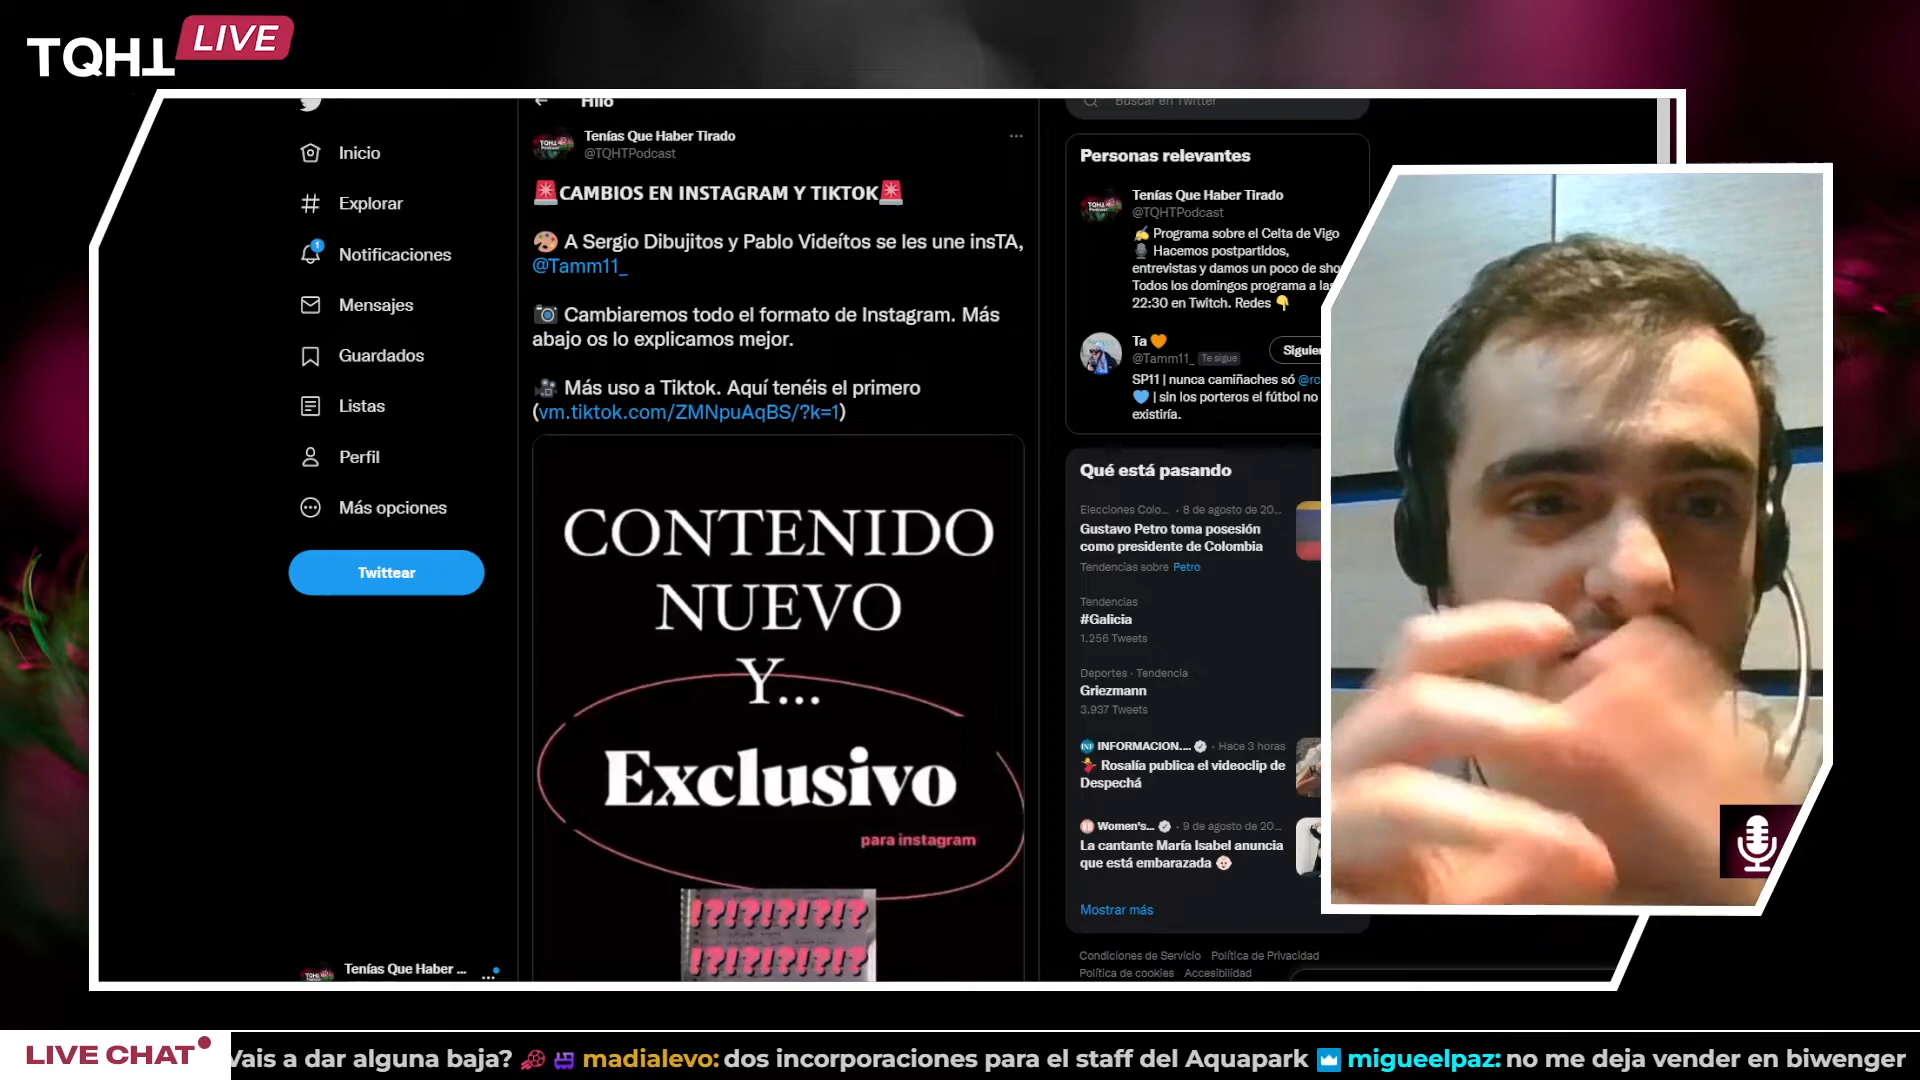 TQHT LIVE
Hilo
Buscar en Twitter
Inicio
Explorar
1
Notificaciones
Mensajes
Guardados
Listas
Perfil
Más opciones
Twittear
Tenías Que Haber ...
Tenías Que Haber Tirado
@TQHTPodcast
🚨CAMBIOS EN INSTAGRAM Y TIKTOK🚨
🎨 A Sergio Dibujitos y Pablo Videítos se les une insTA,
@Tamm11_
📷 Cambiaremos todo el formato de Instagram. Más
abajo os lo explicamos mejor.
🎥 Más uso a Tiktok. Aquí tenéis el primero
(vm.tiktok.com/ZMNpuAqBS/?k=1)
CONTENIDO
NUEVO
Y...
Exclusivo
para instagram
!?!?!?!?!?
!?!?!?!?!?
Personas relevantes
Tenías Que Haber Tirado
@TQHTPodcast
✍️ Programa sobre el Celta de Vigo
🎙️ Hacemos postpartidos,
entrevistas y damos un poco de sho
Todos los domingos programa a las
22:30 en Twitch. Redes 👇
Ta 🧡
@Tamm11_ Te sigue
Siguie
SP11 | nunca camiñaches só @rc
💙 | sin los porteros el fútbol no
existiría.
Qué está pasando
Elecciones Colo... · 8 de agosto de 20...
Gustavo Petro toma posesión
como presidente de Colombia
Tendencias sobre Petro
Tendencias
#Galicia
1.256 Tweets
Deportes · Tendencia
Griezmann
3.937 Tweets
INFORMACION.... · Hace 3 horas
💃 Rosalía publica el videoclip de
Despechá
Women's... · 9 de agosto de 20...
La cantante María Isabel anuncia
que está embarazada 👶
Mostrar más
Condiciones de Servicio Política de Privacidad
Política de cookies Accesibilidad
LIVE CHAT
Vais a dar alguna baja? madialevo: dos incorporaciones para el staff del Aquapark migueelpaz: no me deja vender en biwenger